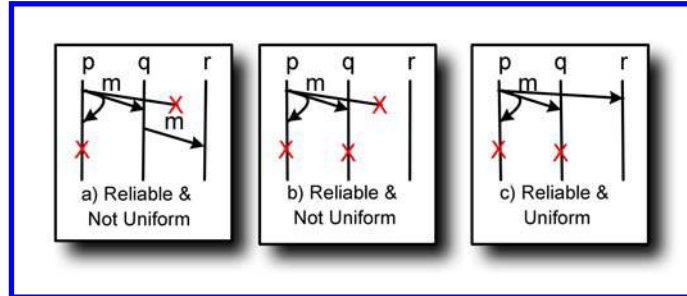 p q r
m
m
a) Reliable &
Not Uniform
p q r
m
b) Reliable &
Not Uniform
p q r
m
c) Reliable &
Uniform